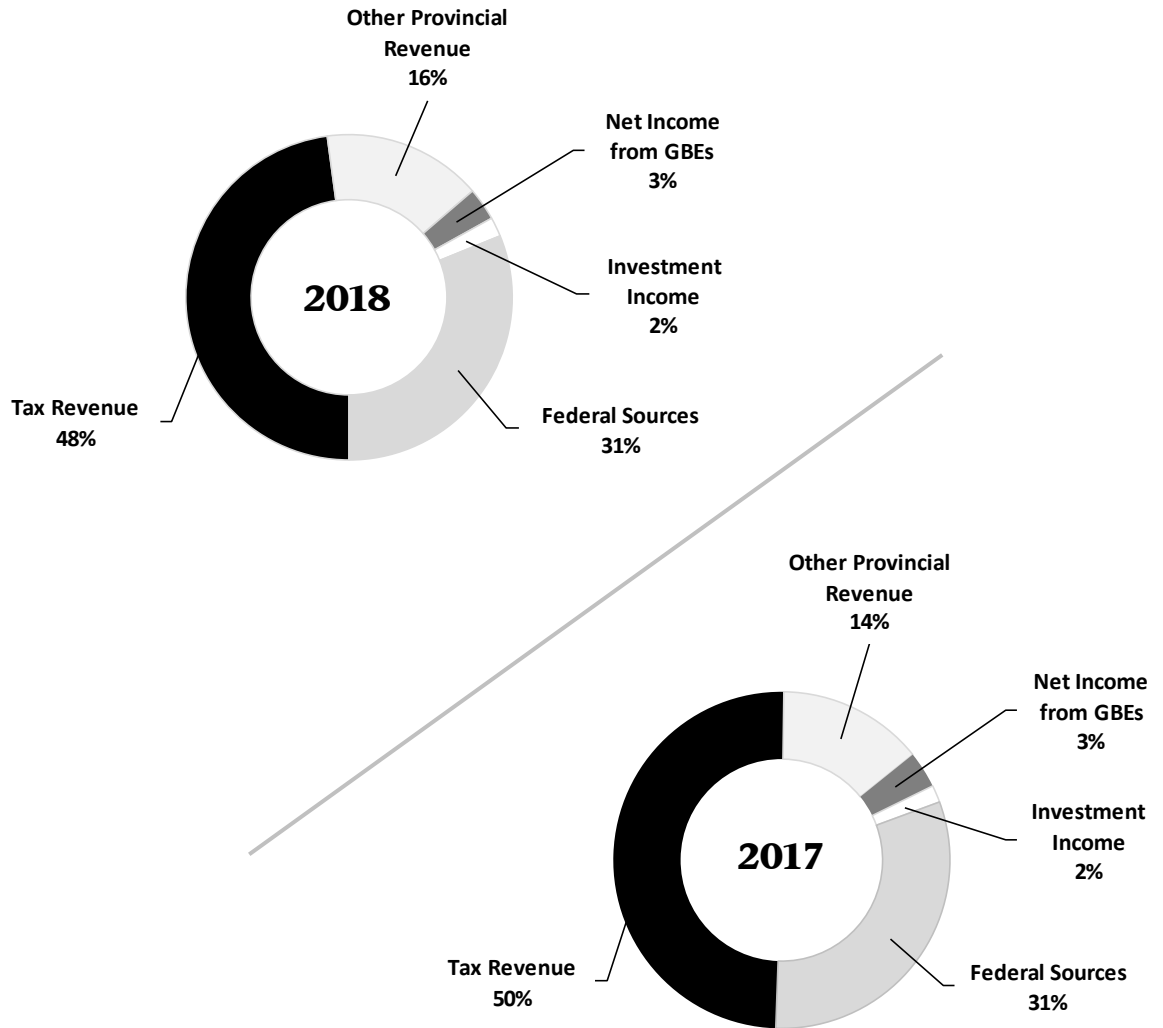 Other Provincial
Revenue
16%
Net Income
from GBEs
3%
2018
Investment
Income
2%
Tax Revenue
48%
Federal Sources
31%
Other Provincial
Revenue
14%
Net Income
from GBEs
3%
2017
Investment
Income
2%
Tax Revenue
50%
Federal Sources
31%